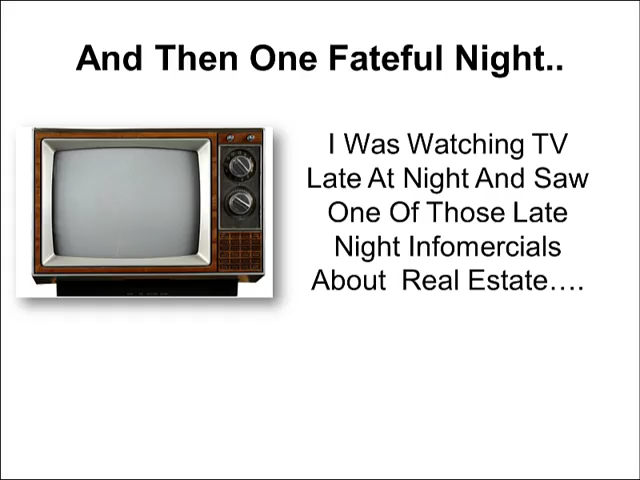 And Then One Fateful Night..
I Was Watching TV
Late At Night And Saw
One Of Those Late
Night Infomercials
About  Real Estate….